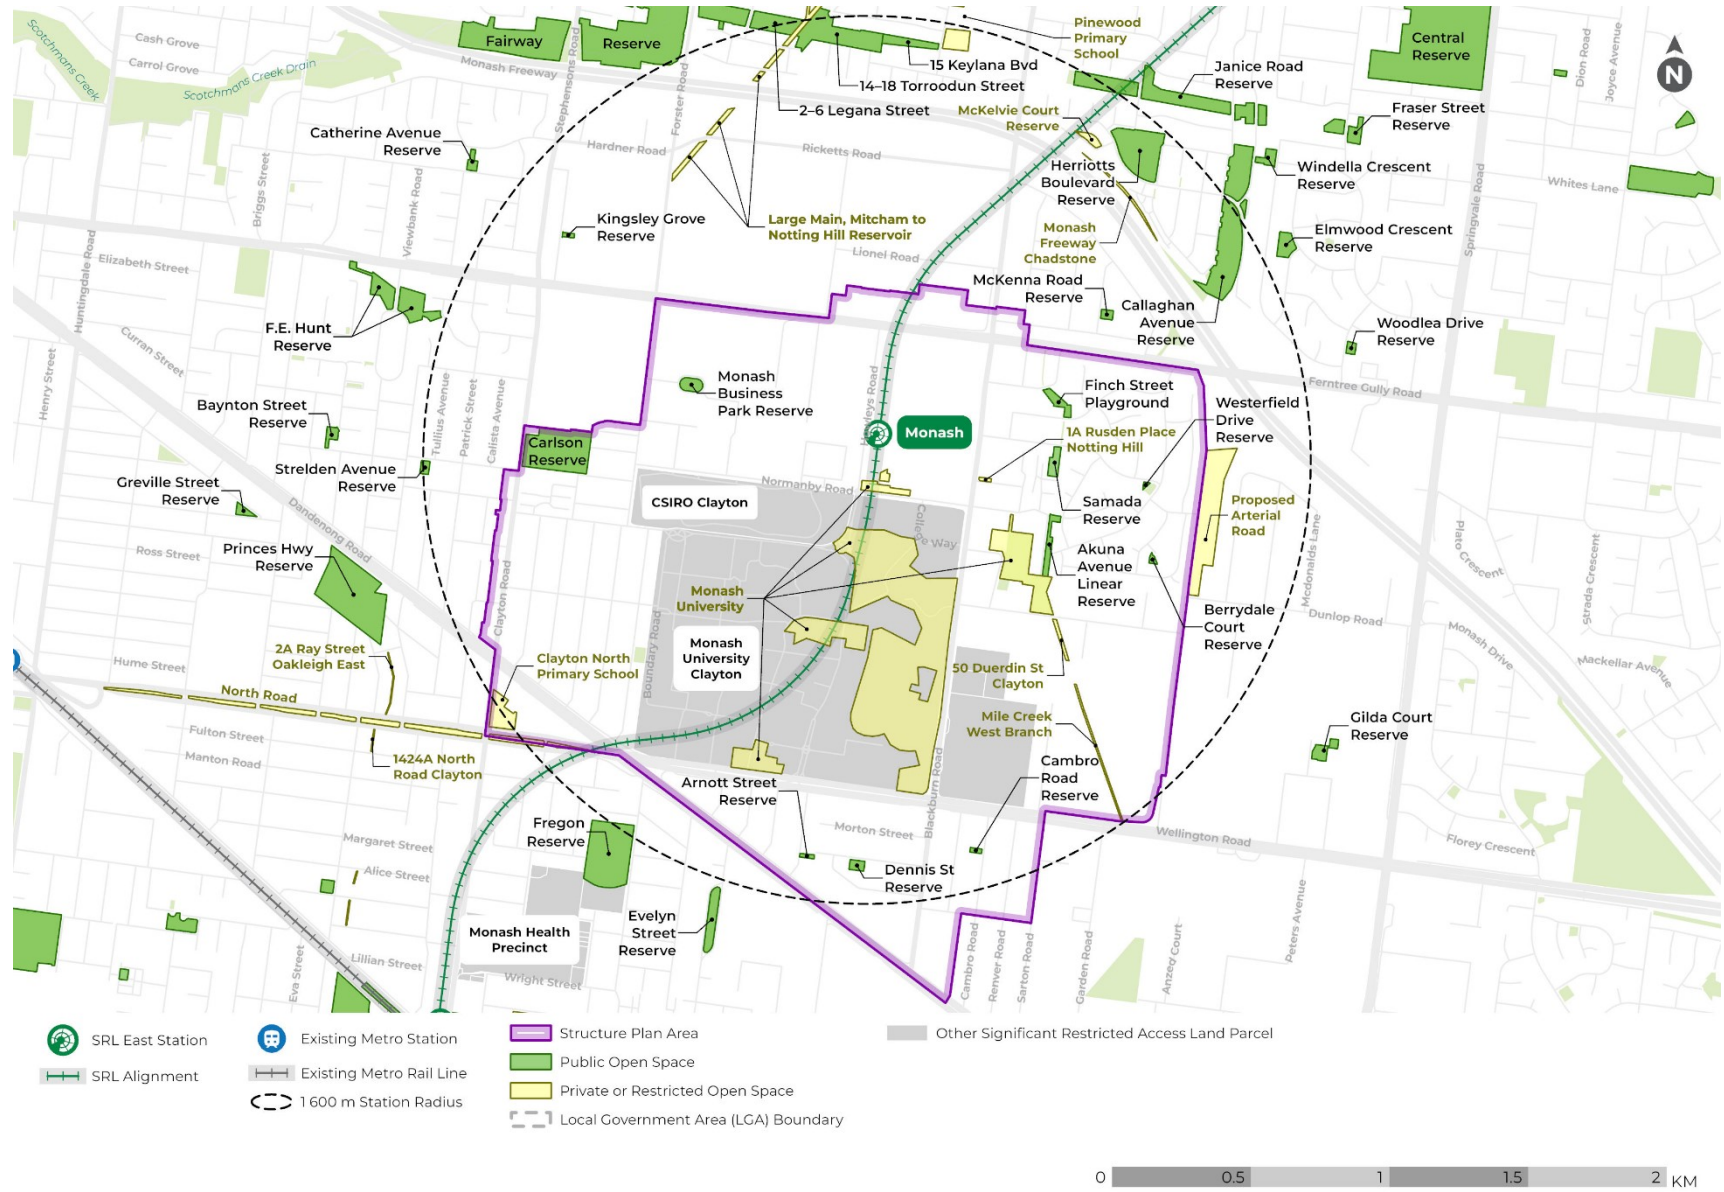 Scotchmans Creek
Cash Grove
Carrol Grove
Scotchmans Creek Drain
Fairway
Reserve
Monash Freeway
Stephensons Road
Forster Road
Pinewood
Primary
School
15 Keylana Bvd
14–18 Torroodun Street
2–6 Legana Street
Central
Reserve
Dion Road
Joyce Avenue
N
Janice Road
Reserve
Fraser Street
Reserve
McKelvie Court
Reserve
Catherine Avenue
Reserve
Hardner Road
Ricketts Road
Herriotts
Boulevard
Reserve
Windella Crescent
Reserve
Whites Lane
Briggs Street
Viewbank Road
Kingsley Grove
Reserve
Large Main, Mitcham to
Notting Hill Reservoir
Monash
Freeway
Chadstone
Elmwood Crescent
Reserve
Springvale Road
Elizabeth Street
Huntingdale Road
Lionel Road
McKenna Road
Reserve
Callaghan
Avenue
Reserve
Woodlea Drive
Reserve
F.E. Hunt
Reserve
Curran Street
Henry Street
Monash
Business
Park Reserve
Finch Street
Playground
Westerfield
Drive
Reserve
Ferntree Gully Road
Baynton Street
Reserve
Tullius Avenue
Patrick Street
Calista Avenue
Carlson
Reserve
Monash
1A Rusden Place
Notting Hill
Strelden Avenue
Reserve
Greville Street
Reserve
Dandenong Road
CSIRO Clayton
Normanby Road
College Way
Samada
Reserve
Proposed
Arterial
Road
Mcdonalds Lane
Plato Crescent
Strada Crescent
Ross Street
Princes Hwy
Reserve
Clayton Road
Akuna
Avenue
Linear
Reserve
Monash
University
Boundary Road
Berrydale
Court
Reserve
Dunlop Road
Monash Drive
Mackellar Avenue
2A Ray Street
Oakleigh East
Hume Street
Clayton North
Primary School
Monash
University
Clayton
50 Duerdin St
Clayton
North Road
Mile Creek
West Branch
Gilda Court
Reserve
Fulton Street
Manton Road
1424A North
Road Clayton
Arnott Street
Reserve
Blackburn Road
Cambro
Road
Reserve
Fregon
Reserve
Morton Street
Wellington Road
Florey Crescent
Margaret Street
Alice Street
Dennis St
Reserve
Monash Health
Precinct
Evelyn
Street
Reserve
Eva Street
Lillian Street
Wright Street
Cambro Road
Renver Road
Sarton Road
Garden Road
Anzed Court
Peters Avenue
SRL East Station
Existing Metro Station
Structure Plan Area
Other Significant Restricted Access Land Parcel
SRL Alignment
Existing Metro Rail Line
Public Open Space
1 600 m Station Radius
Private or Restricted Open Space
Local Government Area (LGA) Boundary
0 0.5 1 1.5 2 KM